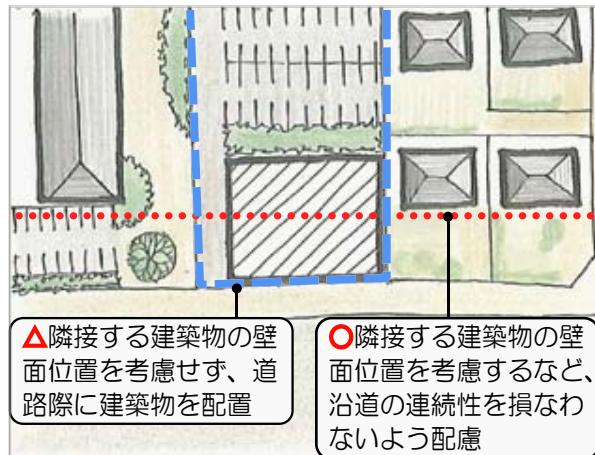 △隣接する建築物の壁
面位置を考慮せず、道
路際に建築物を配置
○隣接する建築物の壁
面位置を考慮するなど、
沿道の連続性を損なわ
ないよう配慮